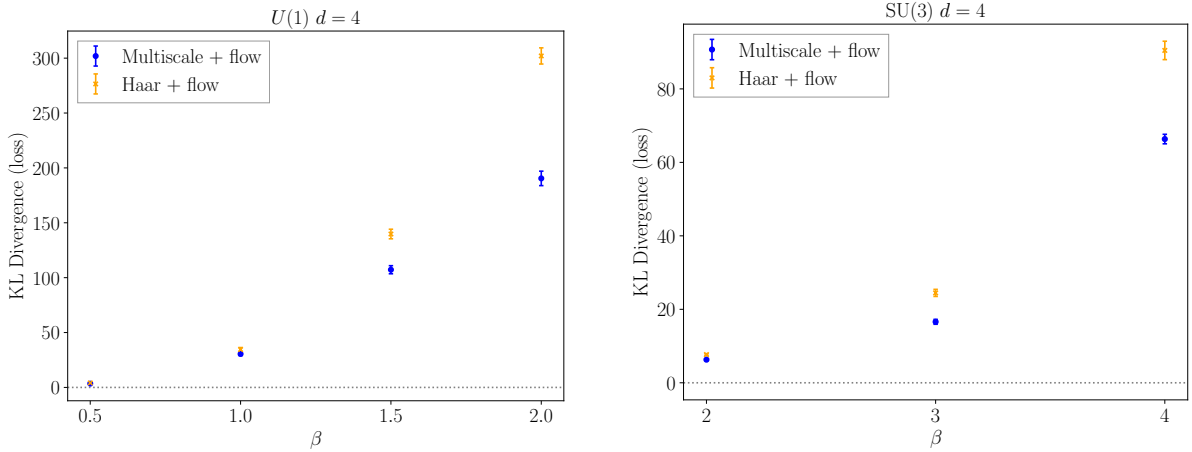 U(1) d = 4
KL Divergence (loss)
300
250
200
150
100
50
0
Multiscale + flow
Haar + flow
0.5 1.0 1.5 2.0
β
SU(3) d = 4
KL Divergence (loss)
80
60
40
20
0
Multiscale + flow
Haar + flow
2 3 4
β